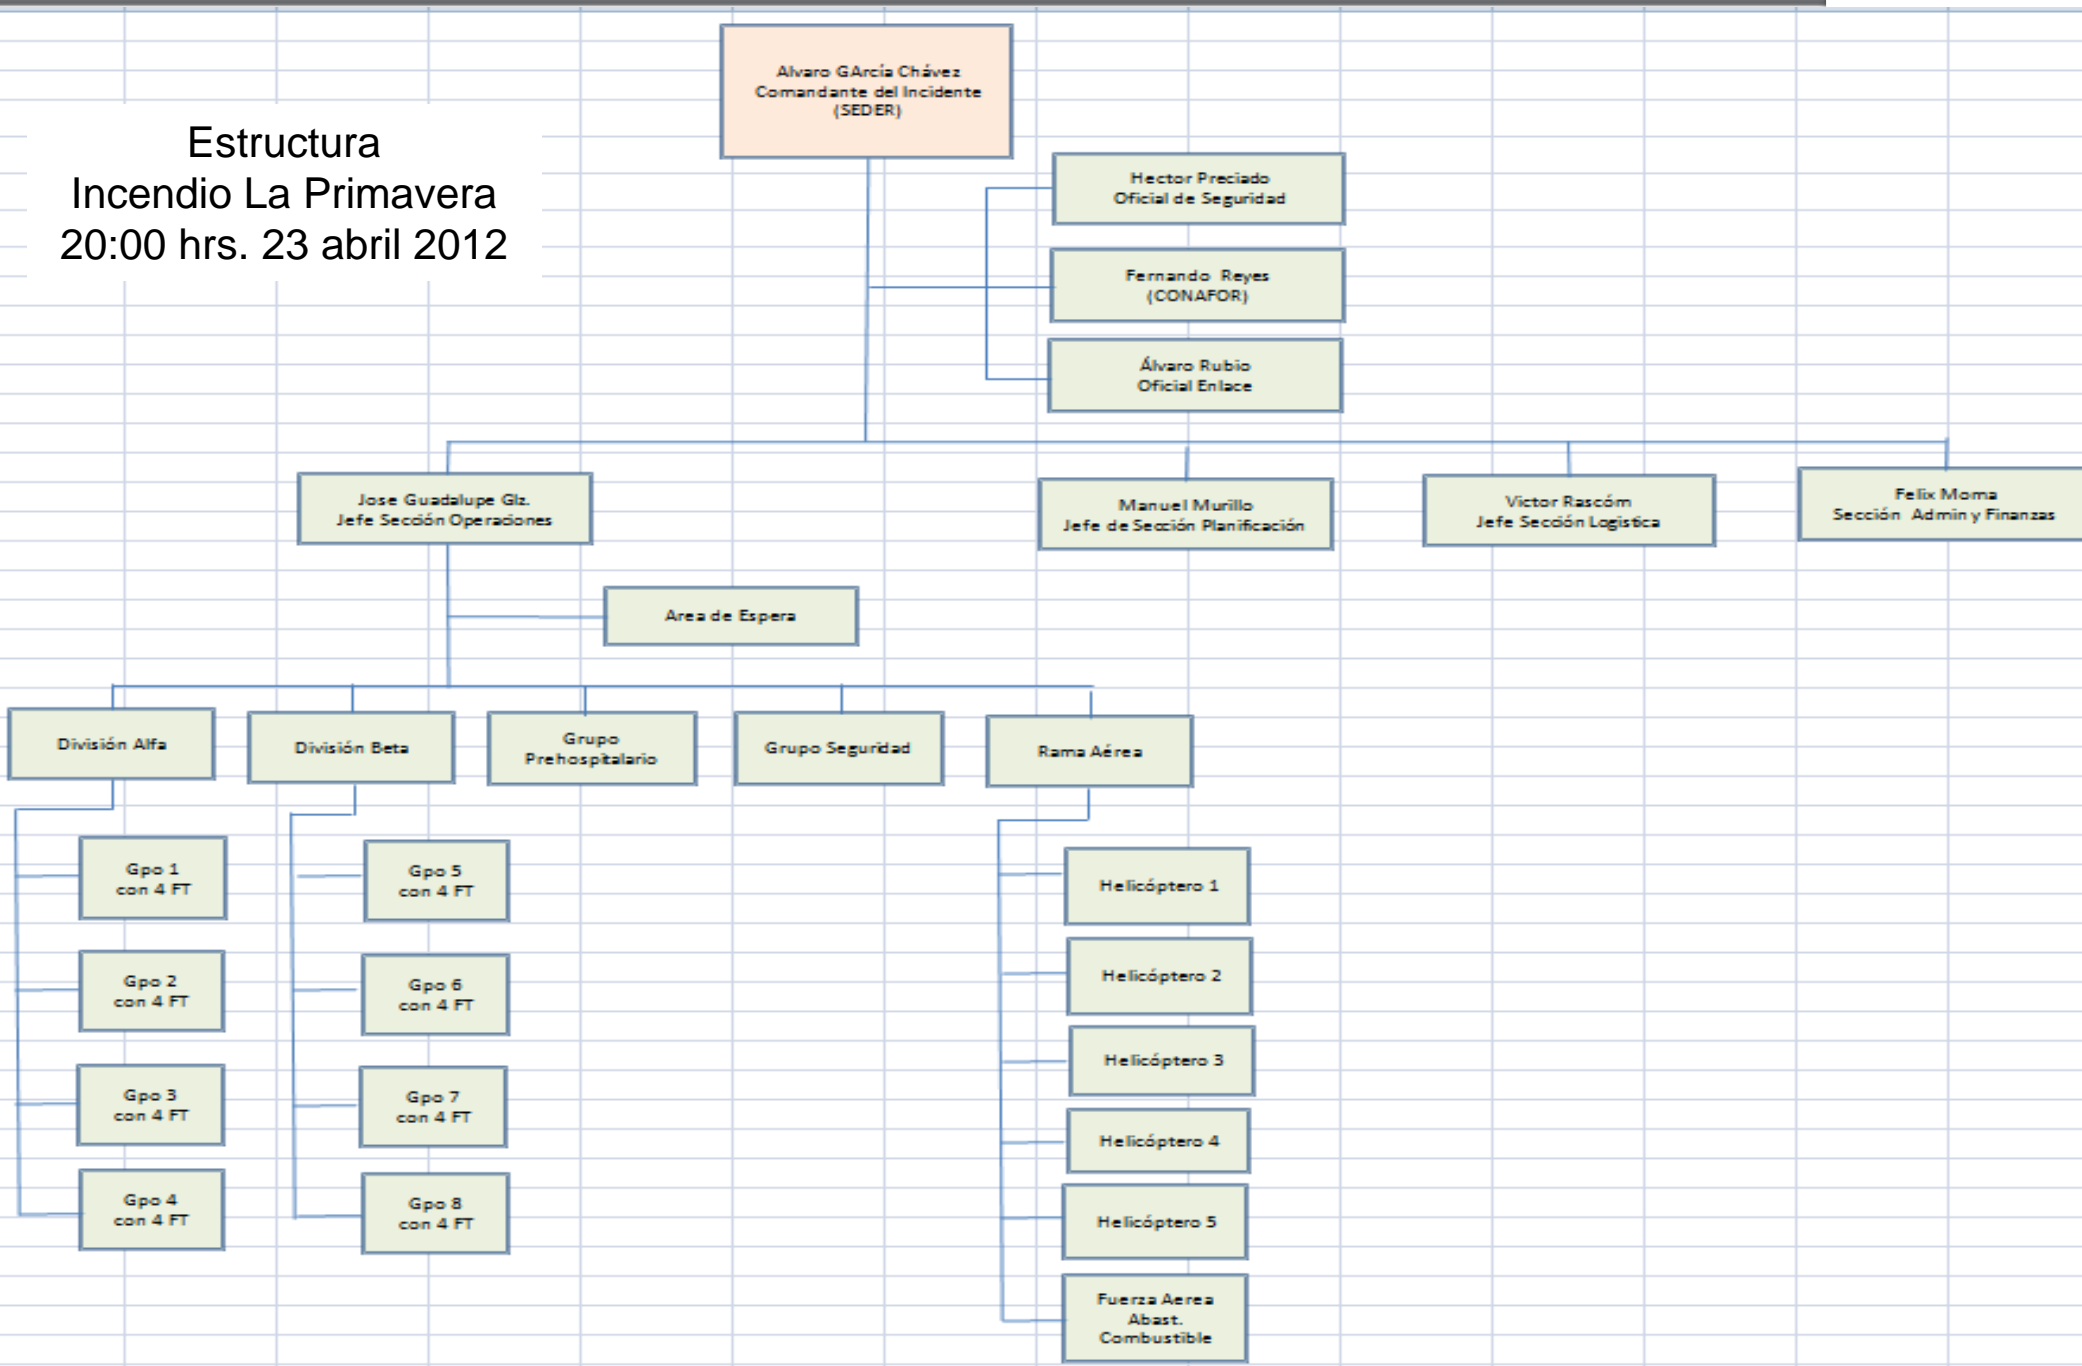 Estructura
Incendio La Primavera
20:00 hrs. 23 abril 2012
Alvaro GArcía Chávez
Comandante del Incidente
(SEDER)
Hector Preciado
Oficial de Seguridad
Fernando Reyes
(CONAFOR)
Álvaro Rubio
Oficial Enlace
Jose Guadalupe Glz.
Jefe Sección Operaciones
Manuel Murillo
Jefe de Sección Planificación
Victor Rascóm
Jefe Sección Logistica
Felix Moma
Sección Admin y Finanzas
Area de Espera
División Alfa
División Beta
Grupo
Prehospitalario
Grupo Seguridad
Rama Aérea
Gpo 1
con 4 FT
Gpo 2
con 4 FT
Gpo 3
con 4 FT
Gpo 4
con 4 FT
Gpo 5
con 4 FT
Gpo 6
con 4 FT
Gpo 7
con 4 FT
Gpo 8
con 4 FT
Helicóptero 1
Helicóptero 2
Helicóptero 3
Helicóptero 4
Helicóptero 5
Fuerza Aerea
Abast.
Combustible